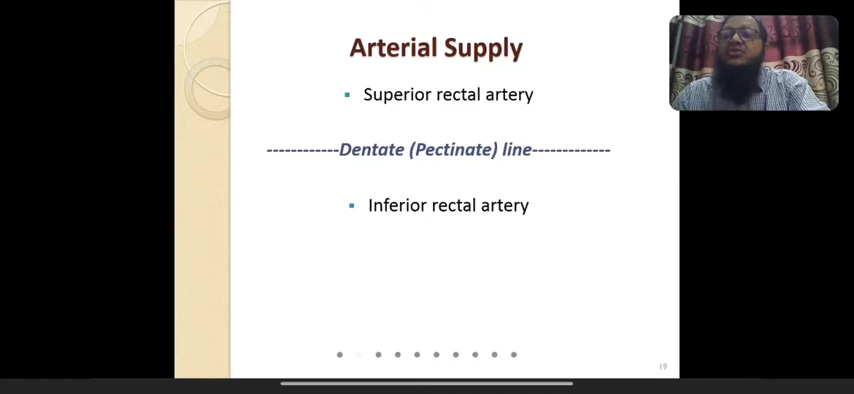 Arterial Supply
▪ Superior rectal artery
------------Dentate (Pectinate) line-------------
▪ Inferior rectal artery
19